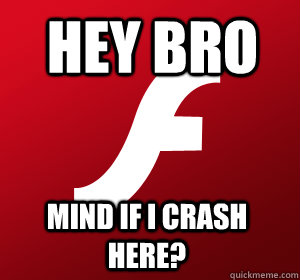 HEY BRO
MIND IF I CRASH
HERE?
quickmeme.com